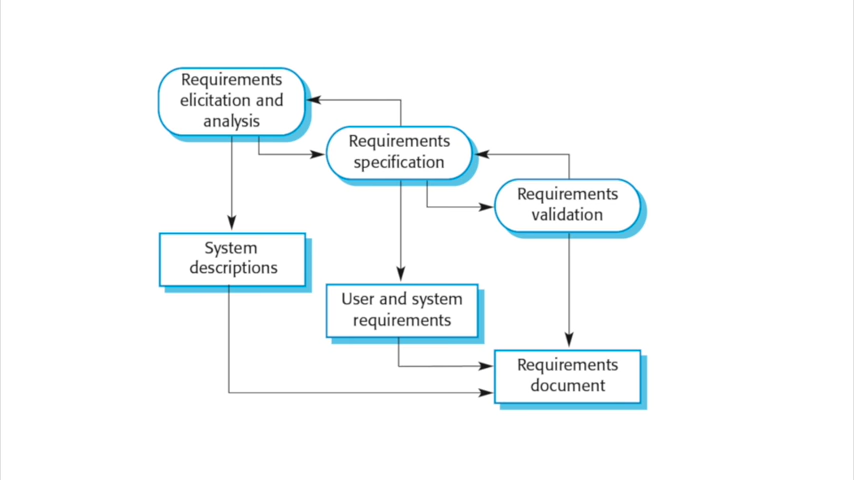 Requirements
elicitation and
analysis
Requirements
specification
Requirements
validation
System
descriptions
User and system
requirements
Requirements
document